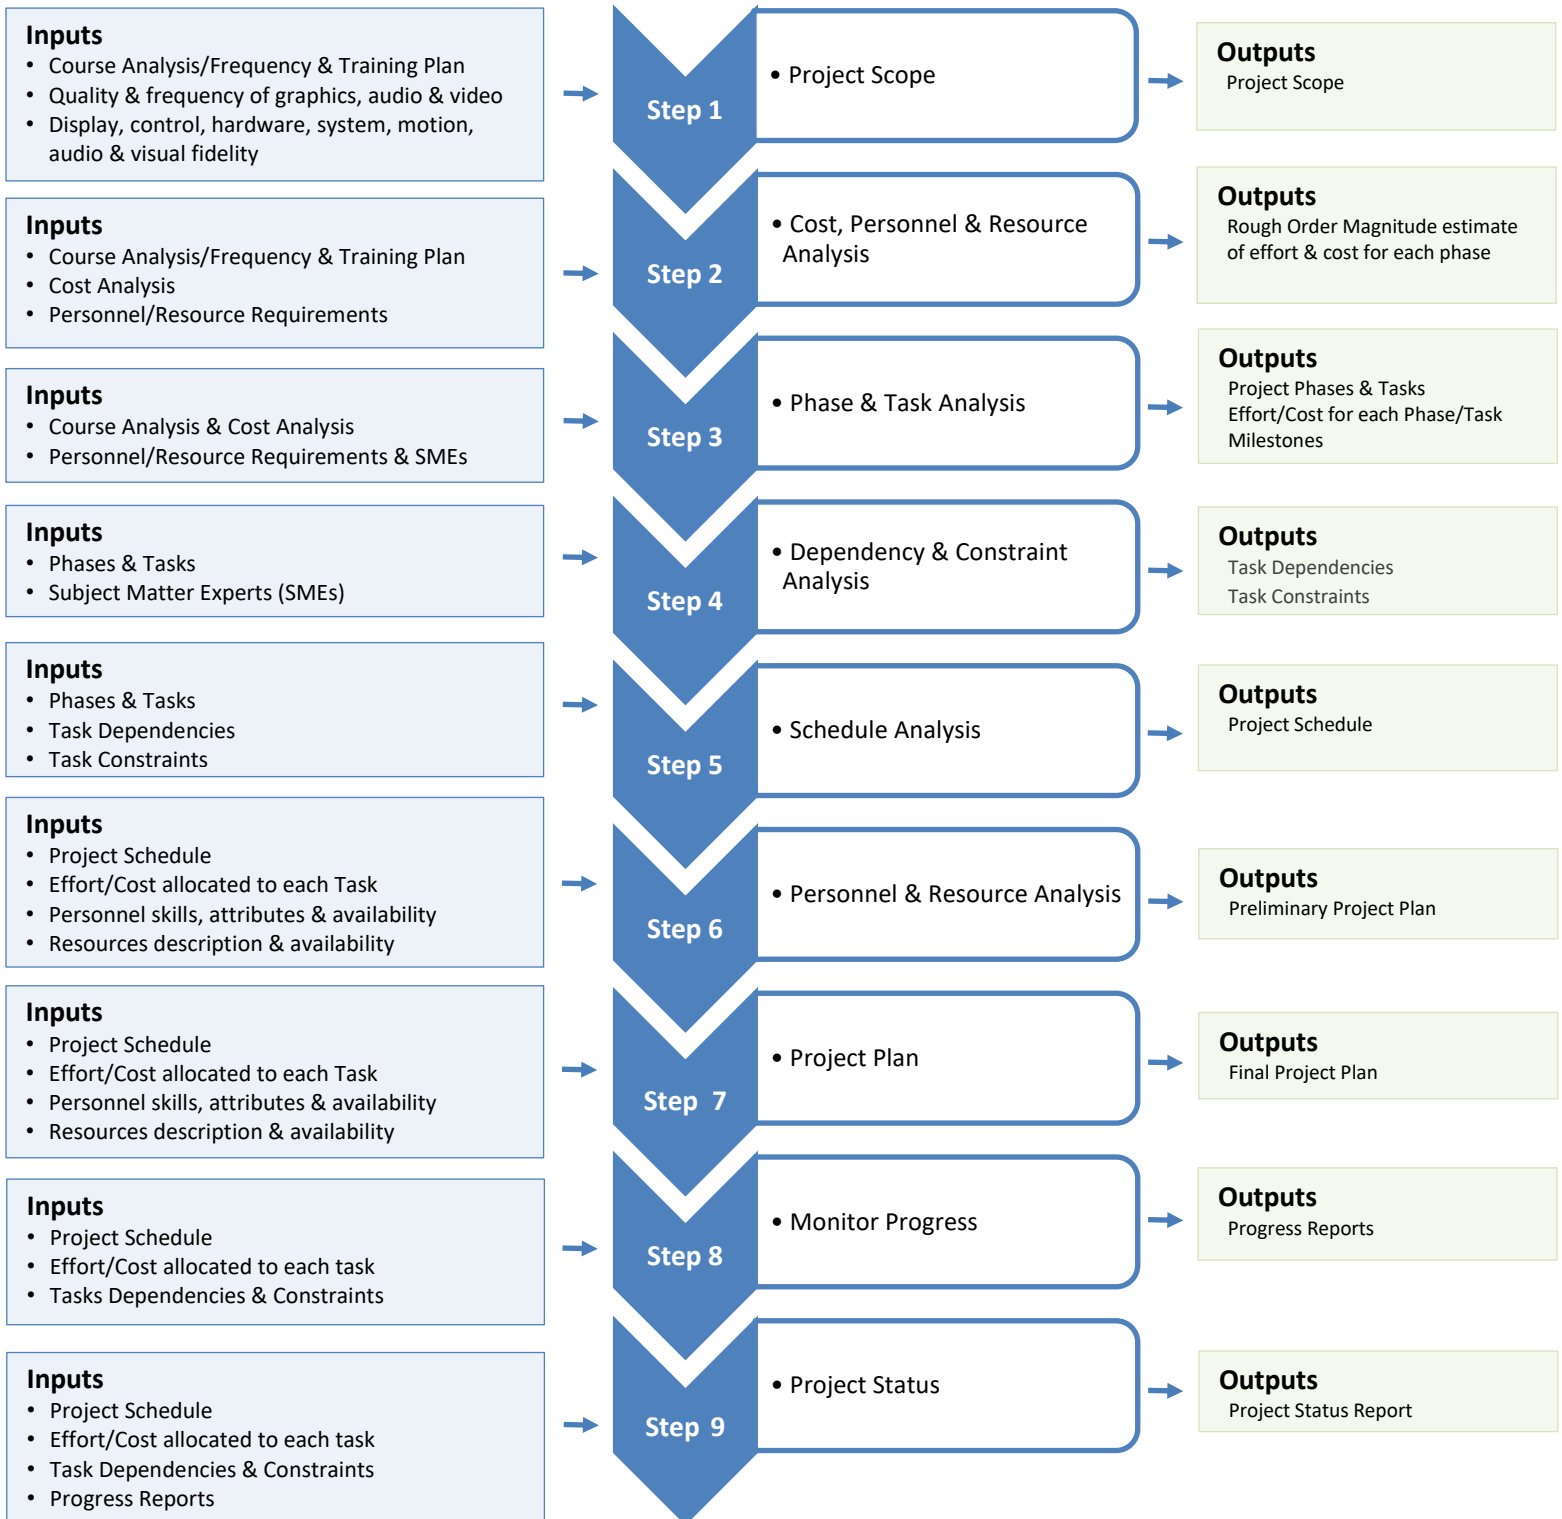 Inputs
• Course Analysis/Frequency & Training Plan
• Quality & frequency of graphics, audio & video
• Display, control, hardware, system, motion,
audio & visual fidelity
Step 1
• Project Scope
Outputs
Project Scope
Inputs
• Course Analysis/Frequency & Training Plan
• Cost Analysis
• Personnel/Resource Requirements
Step 2
• Cost, Personnel & Resource
Analysis
Outputs
Rough Order Magnitude estimate
of effort & cost for each phase
Inputs
• Course Analysis & Cost Analysis
• Personnel/Resource Requirements & SMEs
Step 3
• Phase & Task Analysis
Outputs
Project Phases & Tasks
Effort/Cost for each Phase/Task
Milestones
Inputs
• Phases & Tasks
• Subject Matter Experts (SMEs)
Step 4
• Dependency & Constraint
Analysis
Outputs
Task Dependencies
Task Constraints
Inputs
• Phases & Tasks
• Task Dependencies
• Task Constraints
Step 5
• Schedule Analysis
Outputs
Project Schedule
Inputs
• Project Schedule
• Effort/Cost allocated to each Task
• Personnel skills, attributes & availability
• Resources description & availability
Step 6
• Personnel & Resource Analysis
Outputs
Preliminary Project Plan
Inputs
• Project Schedule
• Effort/Cost allocated to each Task
• Personnel skills, attributes & availability
• Resources description & availability
Step 7
• Project Plan
Outputs
Final Project Plan
Inputs
• Project Schedule
• Effort/Cost allocated to each task
• Tasks Dependencies & Constraints
Step 8
• Monitor Progress
Outputs
Progress Reports
Inputs
• Project Schedule
• Effort/Cost allocated to each task
• Task Dependencies & Constraints
• Progress Reports
Step 9
• Project Status
Outputs
Project Status Report